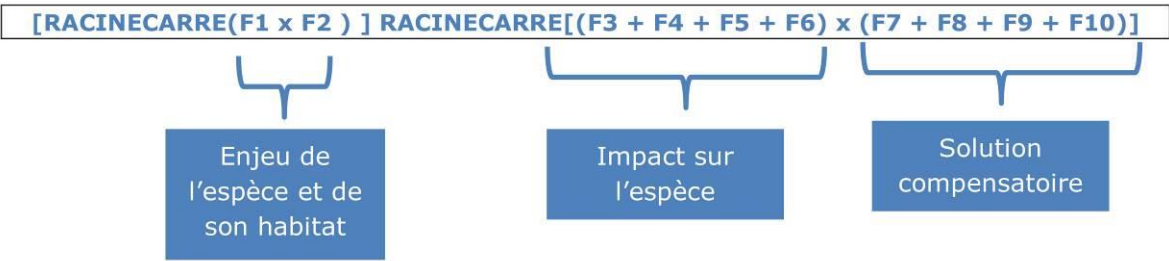 [RACINECARRE(F1 x F2 ) ] RACINECARRE[(F3 + F4 + F5 + F6) x (F7 + F8 + F9 + F10)]
Enjeu de
l'espèce et de
son habitat
Impact sur
l'espèce
Solution
compensatoire